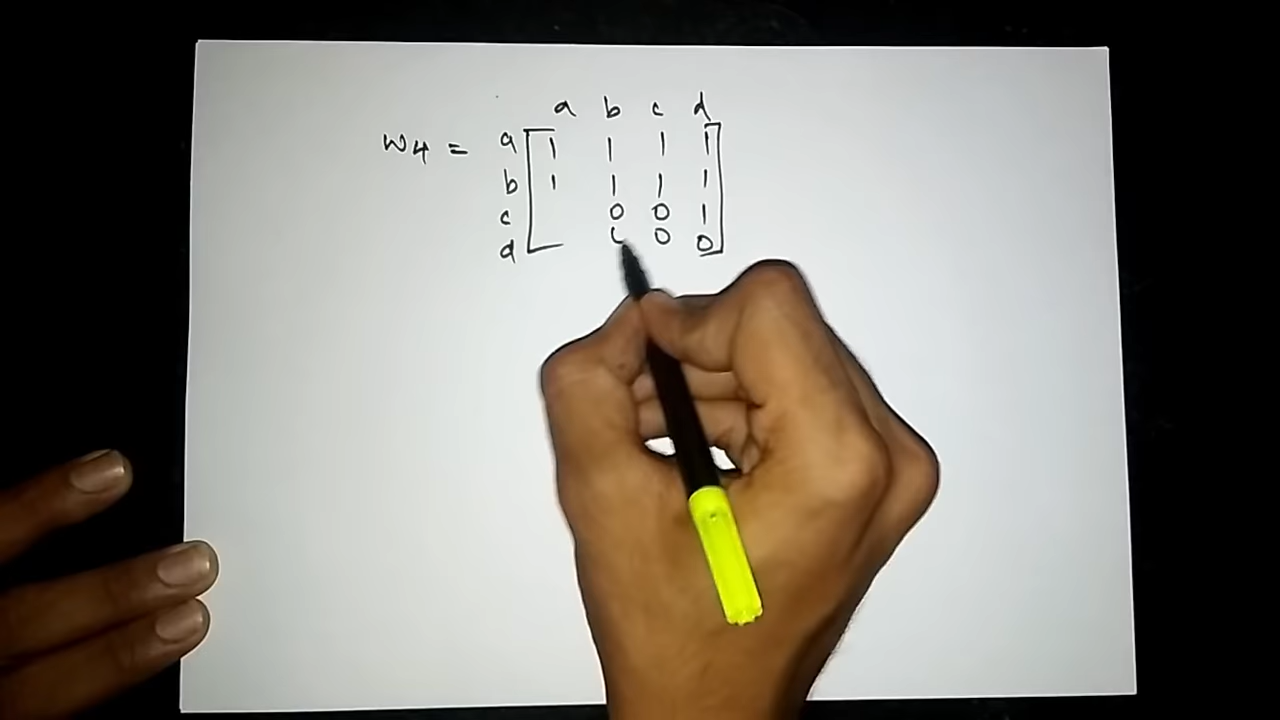 a b c d
W4 = a [ 1 1 1 1 ]
b 1 1 1 1
c 0 0 1
d 0 0